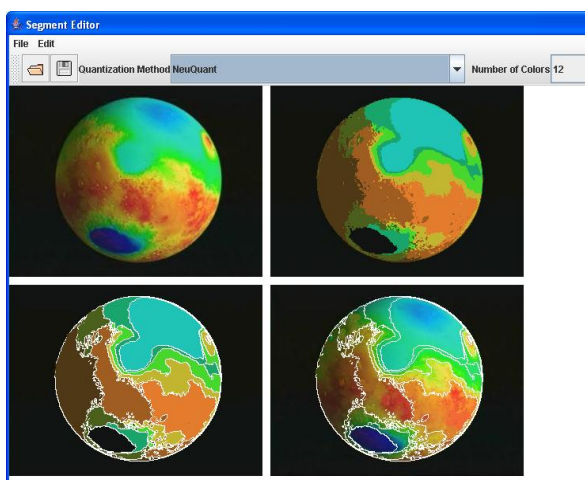 Segment Editor
File Edit
Quantization Method NeuQuant Number of Colors 12